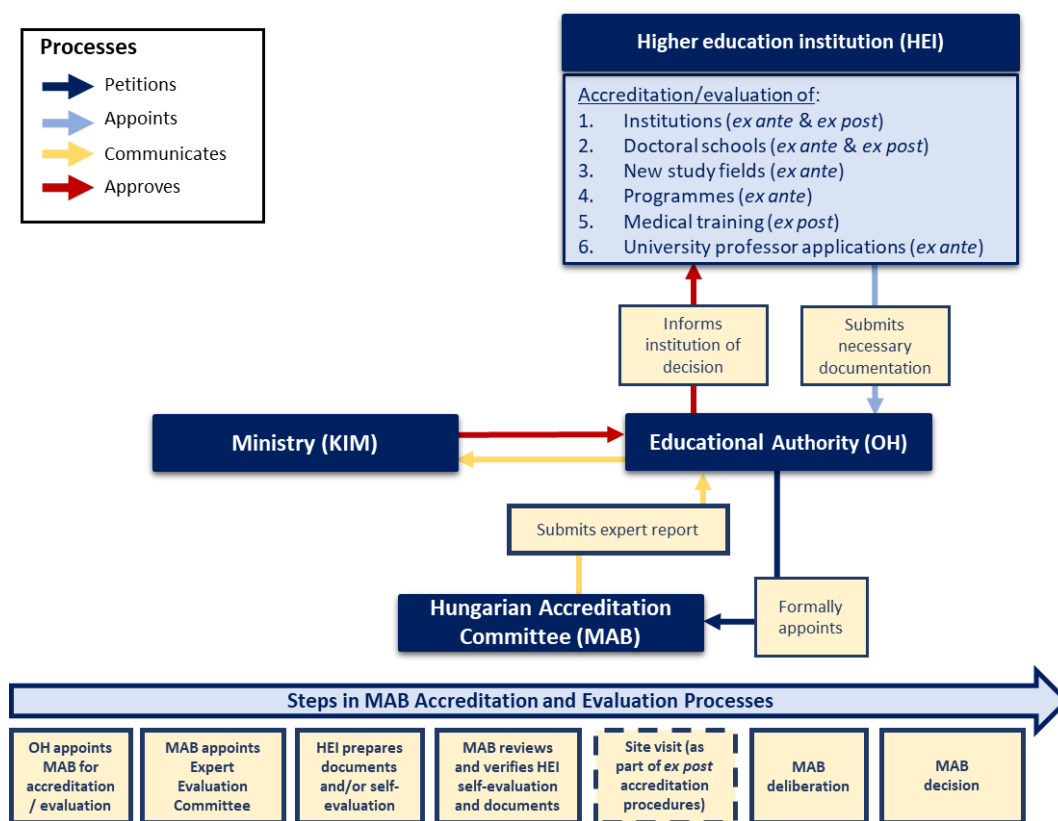 Processes
Petitions
Appoints
Communicates
Approves
Higher education institution (HEI)
Accreditation/evaluation of:
1. Institutions (ex ante & ex post)
2. Doctoral schools (ex ante & ex post)
3. New study fields (ex ante)
4. Programmes (ex ante)
5. Medical training (ex post)
6. University professor applications (ex ante)
Informs
institution of
decision
Submits
necessary
documentation
Ministry (KIM)
Educational Authority (OH)
Submits expert report
Hungarian Accreditation
Committee (MAB)
Formally
appoints
Steps in MAB Accreditation and Evaluation Processes
OH appoints
MAB for
accreditation
/ evaluation
MAB appoints
Expert
Evaluation
Committee
HEI prepares
documents
and/or self-
evaluation
MAB reviews
and verifies HEI
self-evaluation
and documents
Site visit (as
part of ex post
accreditation
procedures)
MAB
deliberation
MAB
decision